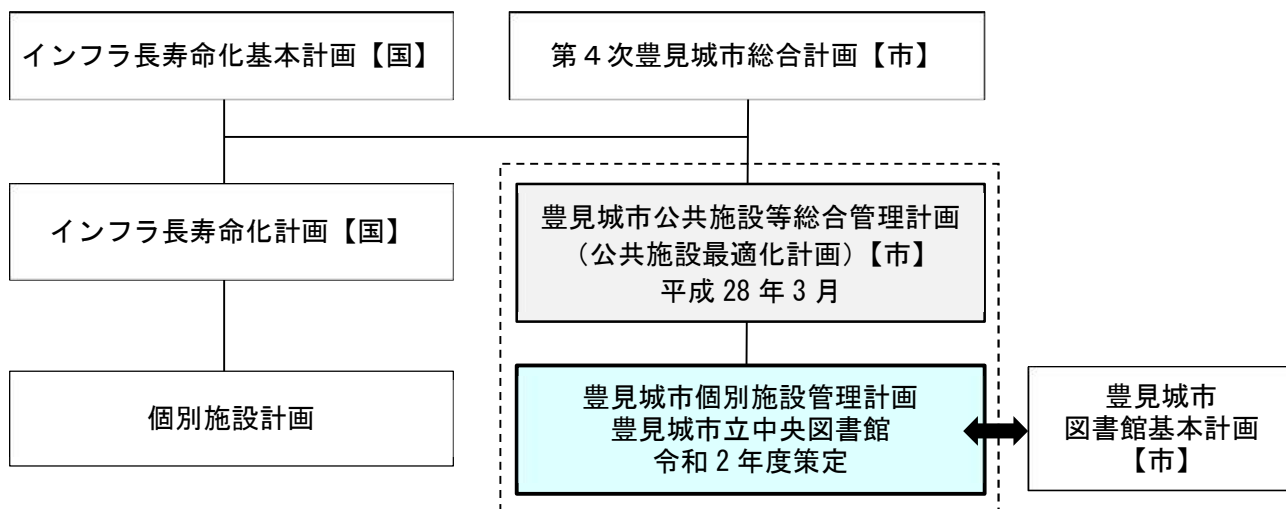 インフラ長寿命化基本計画【国】
第４次豊見城市総合計画【市】
インフラ長寿命化計画【国】
豊見城市公共施設等総合管理計画
（公共施設最適化計画）【市】
平成 28 年 3 月
個別施設計画
豊見城市個別施設管理計画
豊見城市立中央図書館
令和 2 年度策定
豊見城市
図書館基本計画
【市】